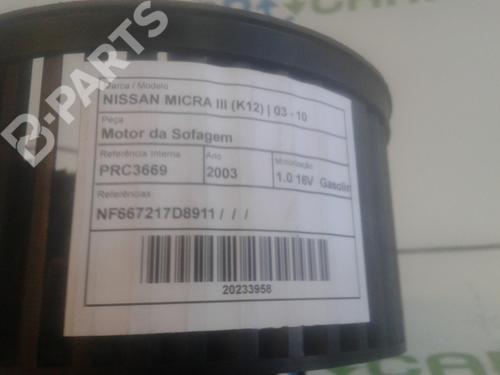 B-PARTS
Marca / Modelo
NISSAN MICRA III (K12) | 03 - 10
Peça
Motor da Sofagem
Referência Interna Ano Motorização
PRC3669 2003 1.0 16V Gasolin
Referências
NF667217D8911 / / /
20233958